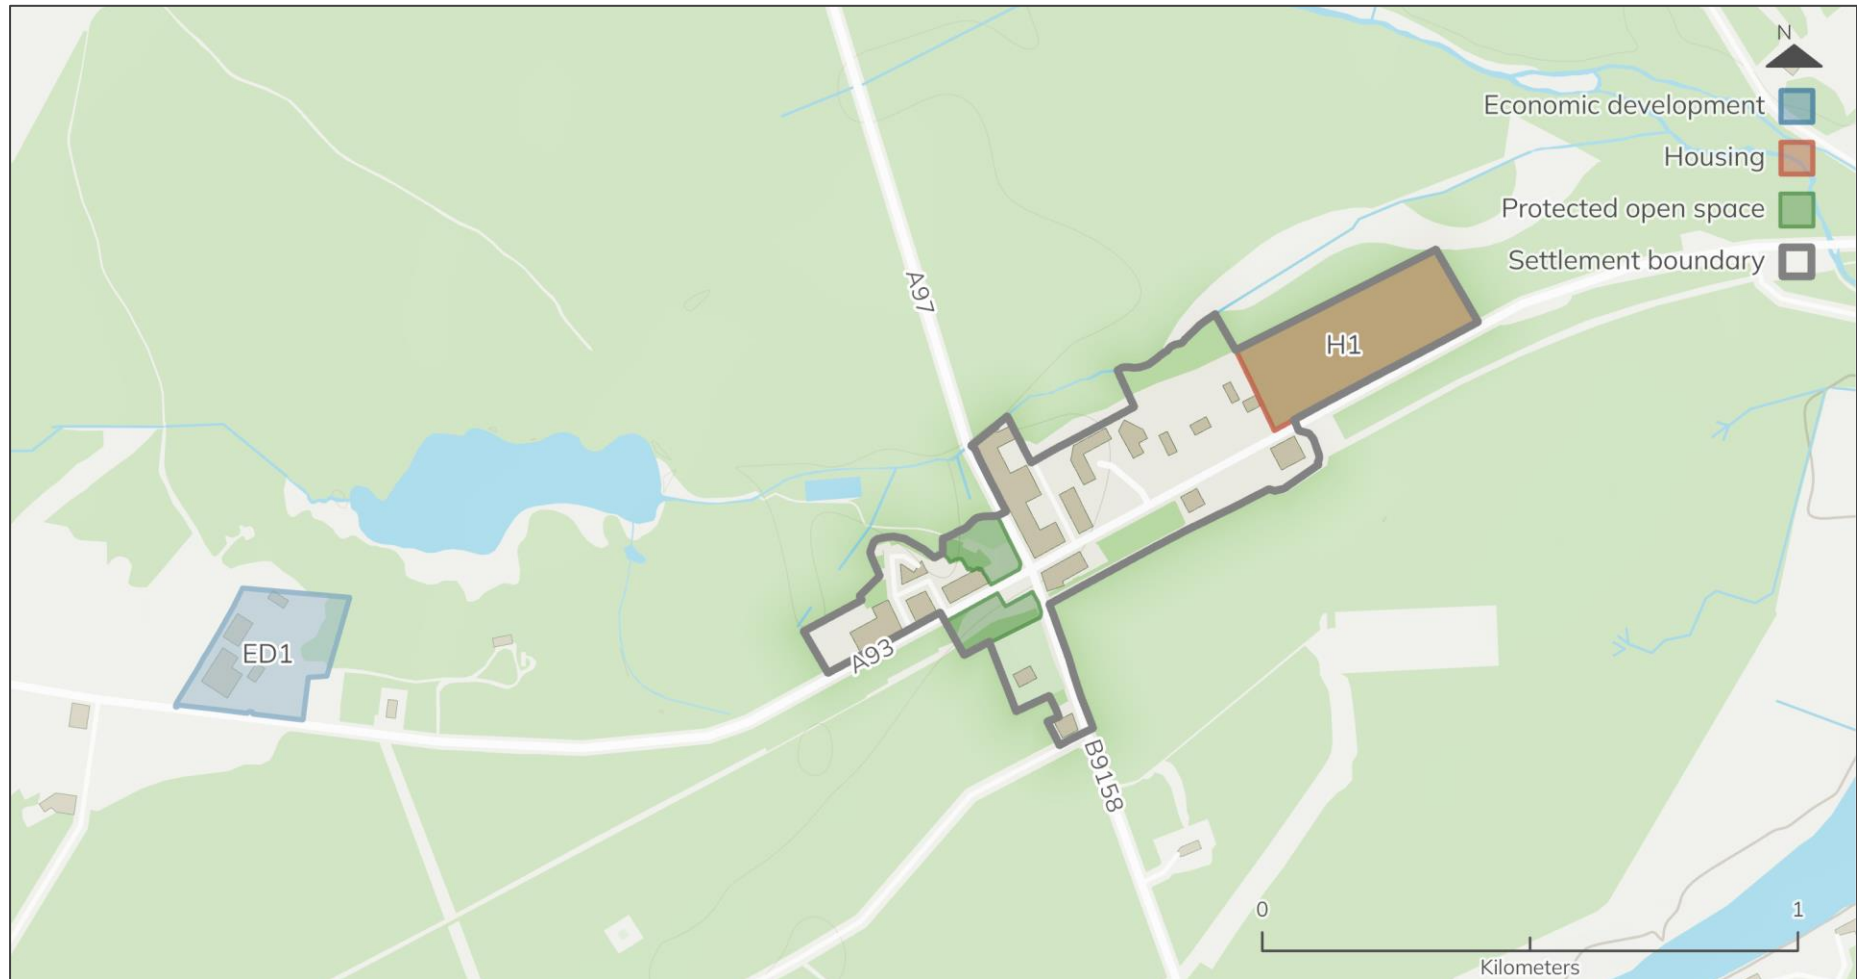 N
Economic development
Housing
Protected open space
Settlement boundary
A97
H1
ED1
A93
B9158
0 1
Kilometers